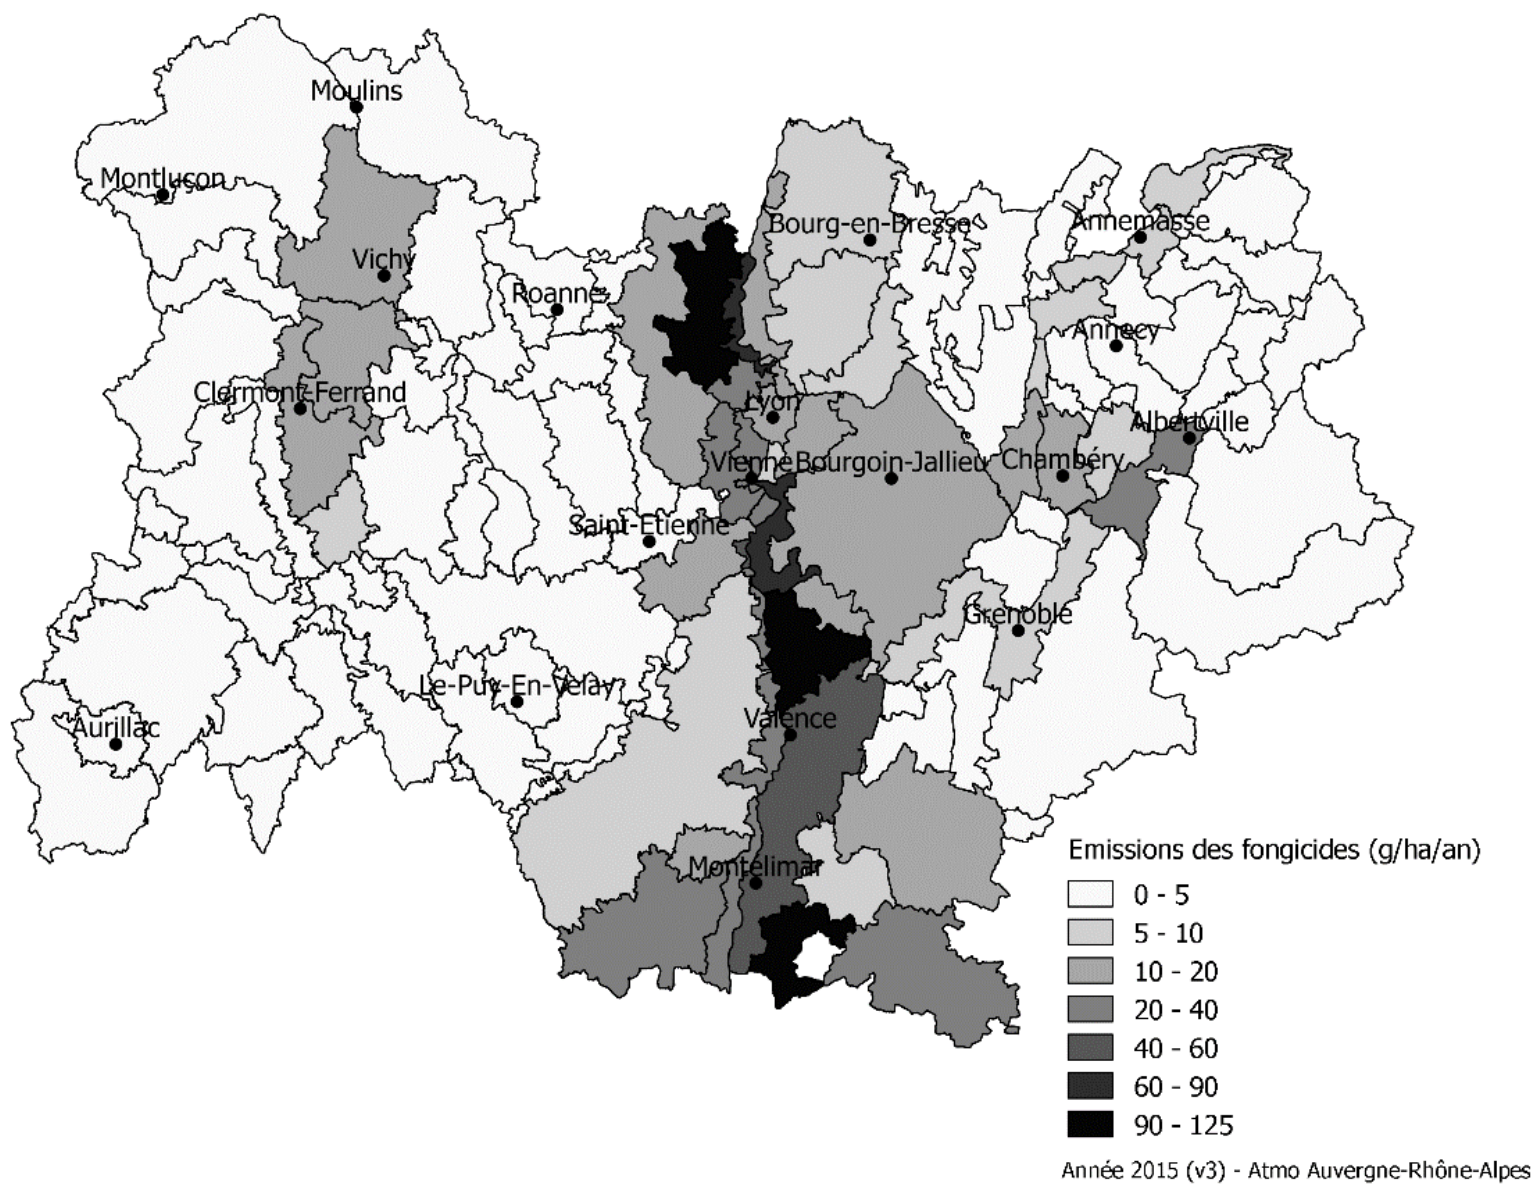 Moulins
Montluçon
Vichy
Roanne
Bourg-en-Bresse
Annemasse
Annecy
Clermont-Ferrand
Lyon
Albertville
Vienne
Bourgoin-Jallieu
Chambéry
Saint-Etienne
Grenoble
Le-Puy-En-Velay
Aurillac
Valence
Montélimar
Emissions des fongicides (g/ha/an)
0 - 5
5 - 10
10 - 20
20 - 40
40 - 60
60 - 90
90 - 125
Année 2015 (v3) - Atmo Auvergne-Rhône-Alpes